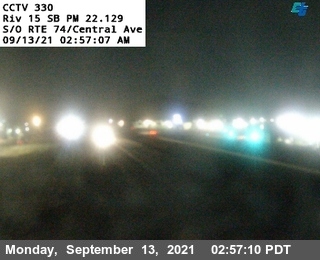 CCTV 330
Riv 15 SB PM 22.129
S/O RTE 74/Central Ave
09/13/21 02:57:07 AM
Monday, September 13, 2021 02:57:10 PDT